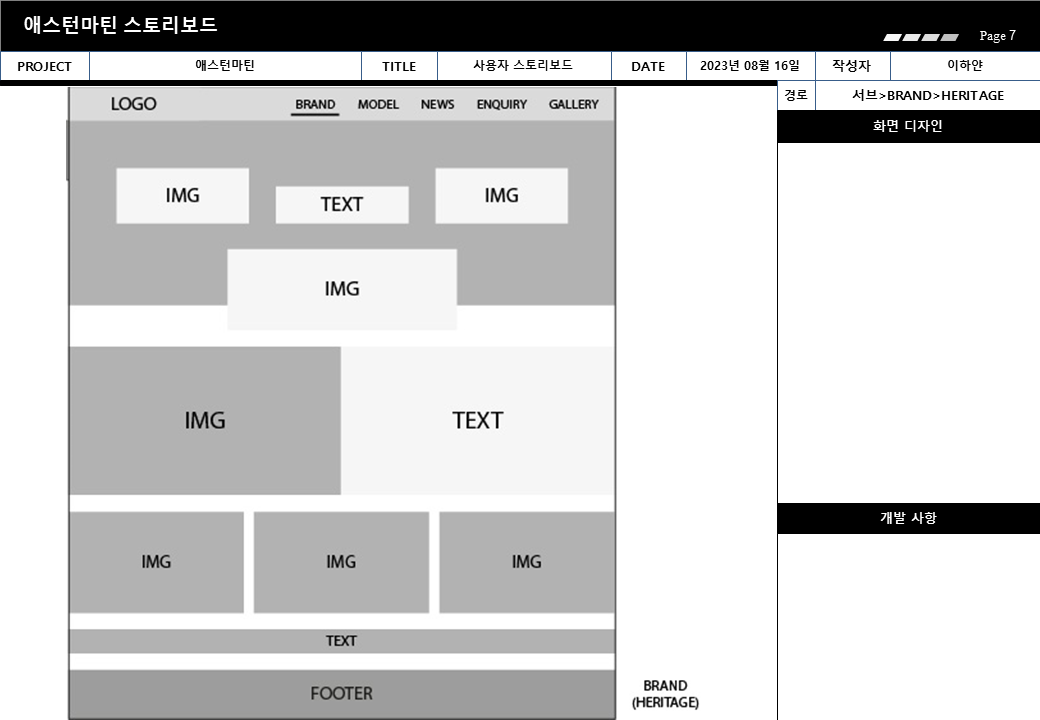 애스턴마틴 스토리보드
Page 7
PROJECT 애스턴마틴 TITLE 사용자 스토리보드 DATE 2023년 08월 16일 작성자 이하얀
경로 서브>BRAND>HERITAGE
화면 디자인
LOGO BRAND MODEL NEWS ENQUIRY GALLERY
IMG TEXT IMG
IMG
IMG TEXT
IMG IMG IMG
TEXT
FOOTER
BRAND
(HERITAGE)
개발 사항